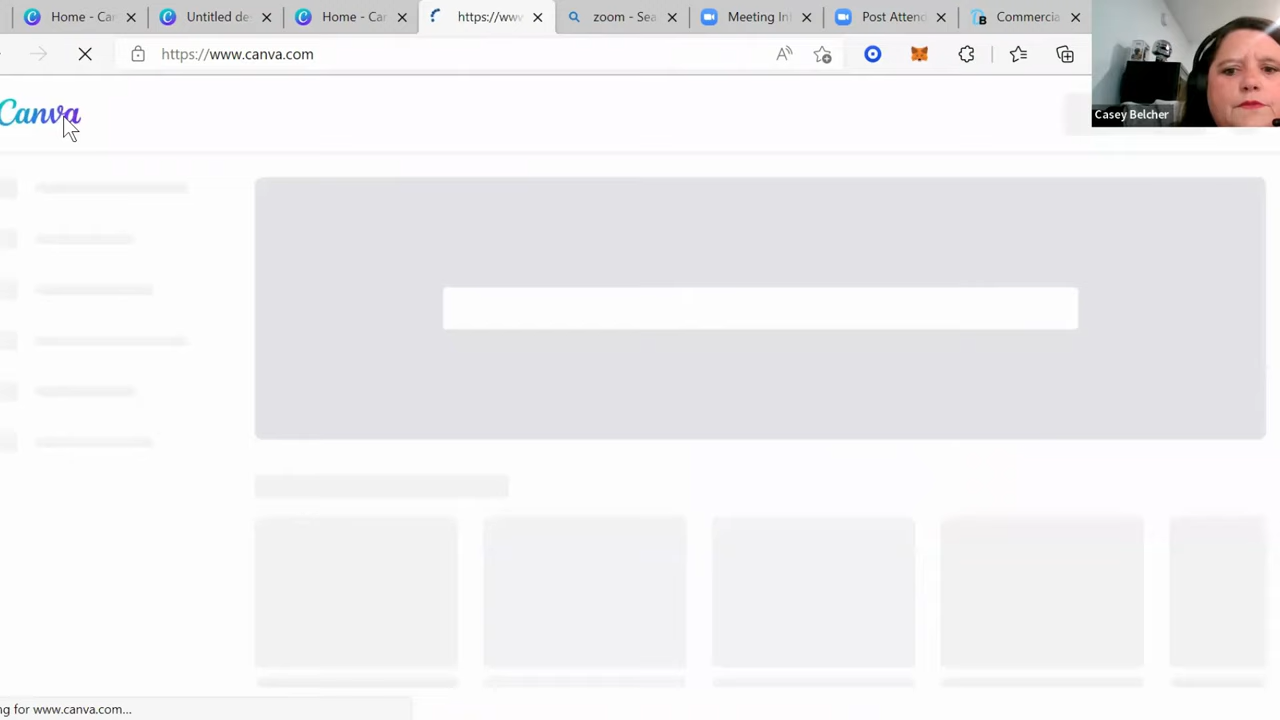 Home - Ca
Untitled de
Home - Ca
https://ww
zoom - Sea
Meeting In
Post Attend
Commercia
https://www.canva.com
Canva
Casey Belcher
ng for www.canva.com...